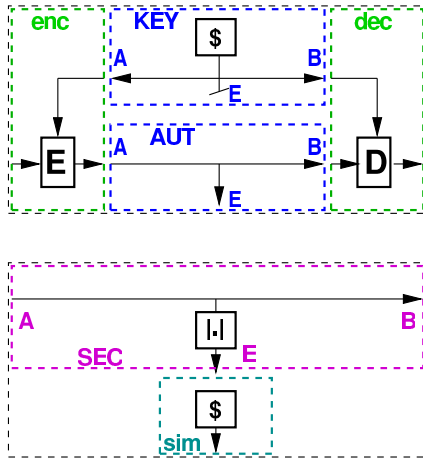 enc KEY dec
$
A B
E
AUT
E A B D
E
A B
|.|
SEC E
$
sim